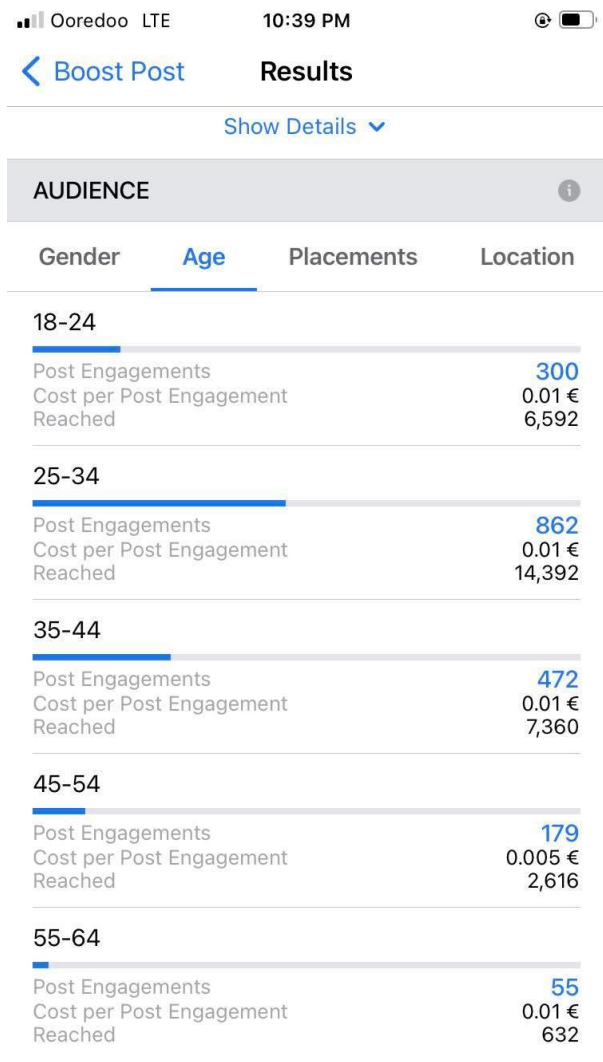 Ooredoo LTE 10:39 PM
Boost Post Results
Show Details
AUDIENCE
Gender Age Placements Location
18-24
Post Engagements 300
Cost per Post Engagement 0.01 €
Reached 6,592
25-34
Post Engagements 862
Cost per Post Engagement 0.01 €
Reached 14,392
35-44
Post Engagements 472
Cost per Post Engagement 0.01 €
Reached 7,360
45-54
Post Engagements 179
Cost per Post Engagement 0.005 €
Reached 2,616
55-64
Post Engagements 55
Cost per Post Engagement 0.01 €
Reached 632